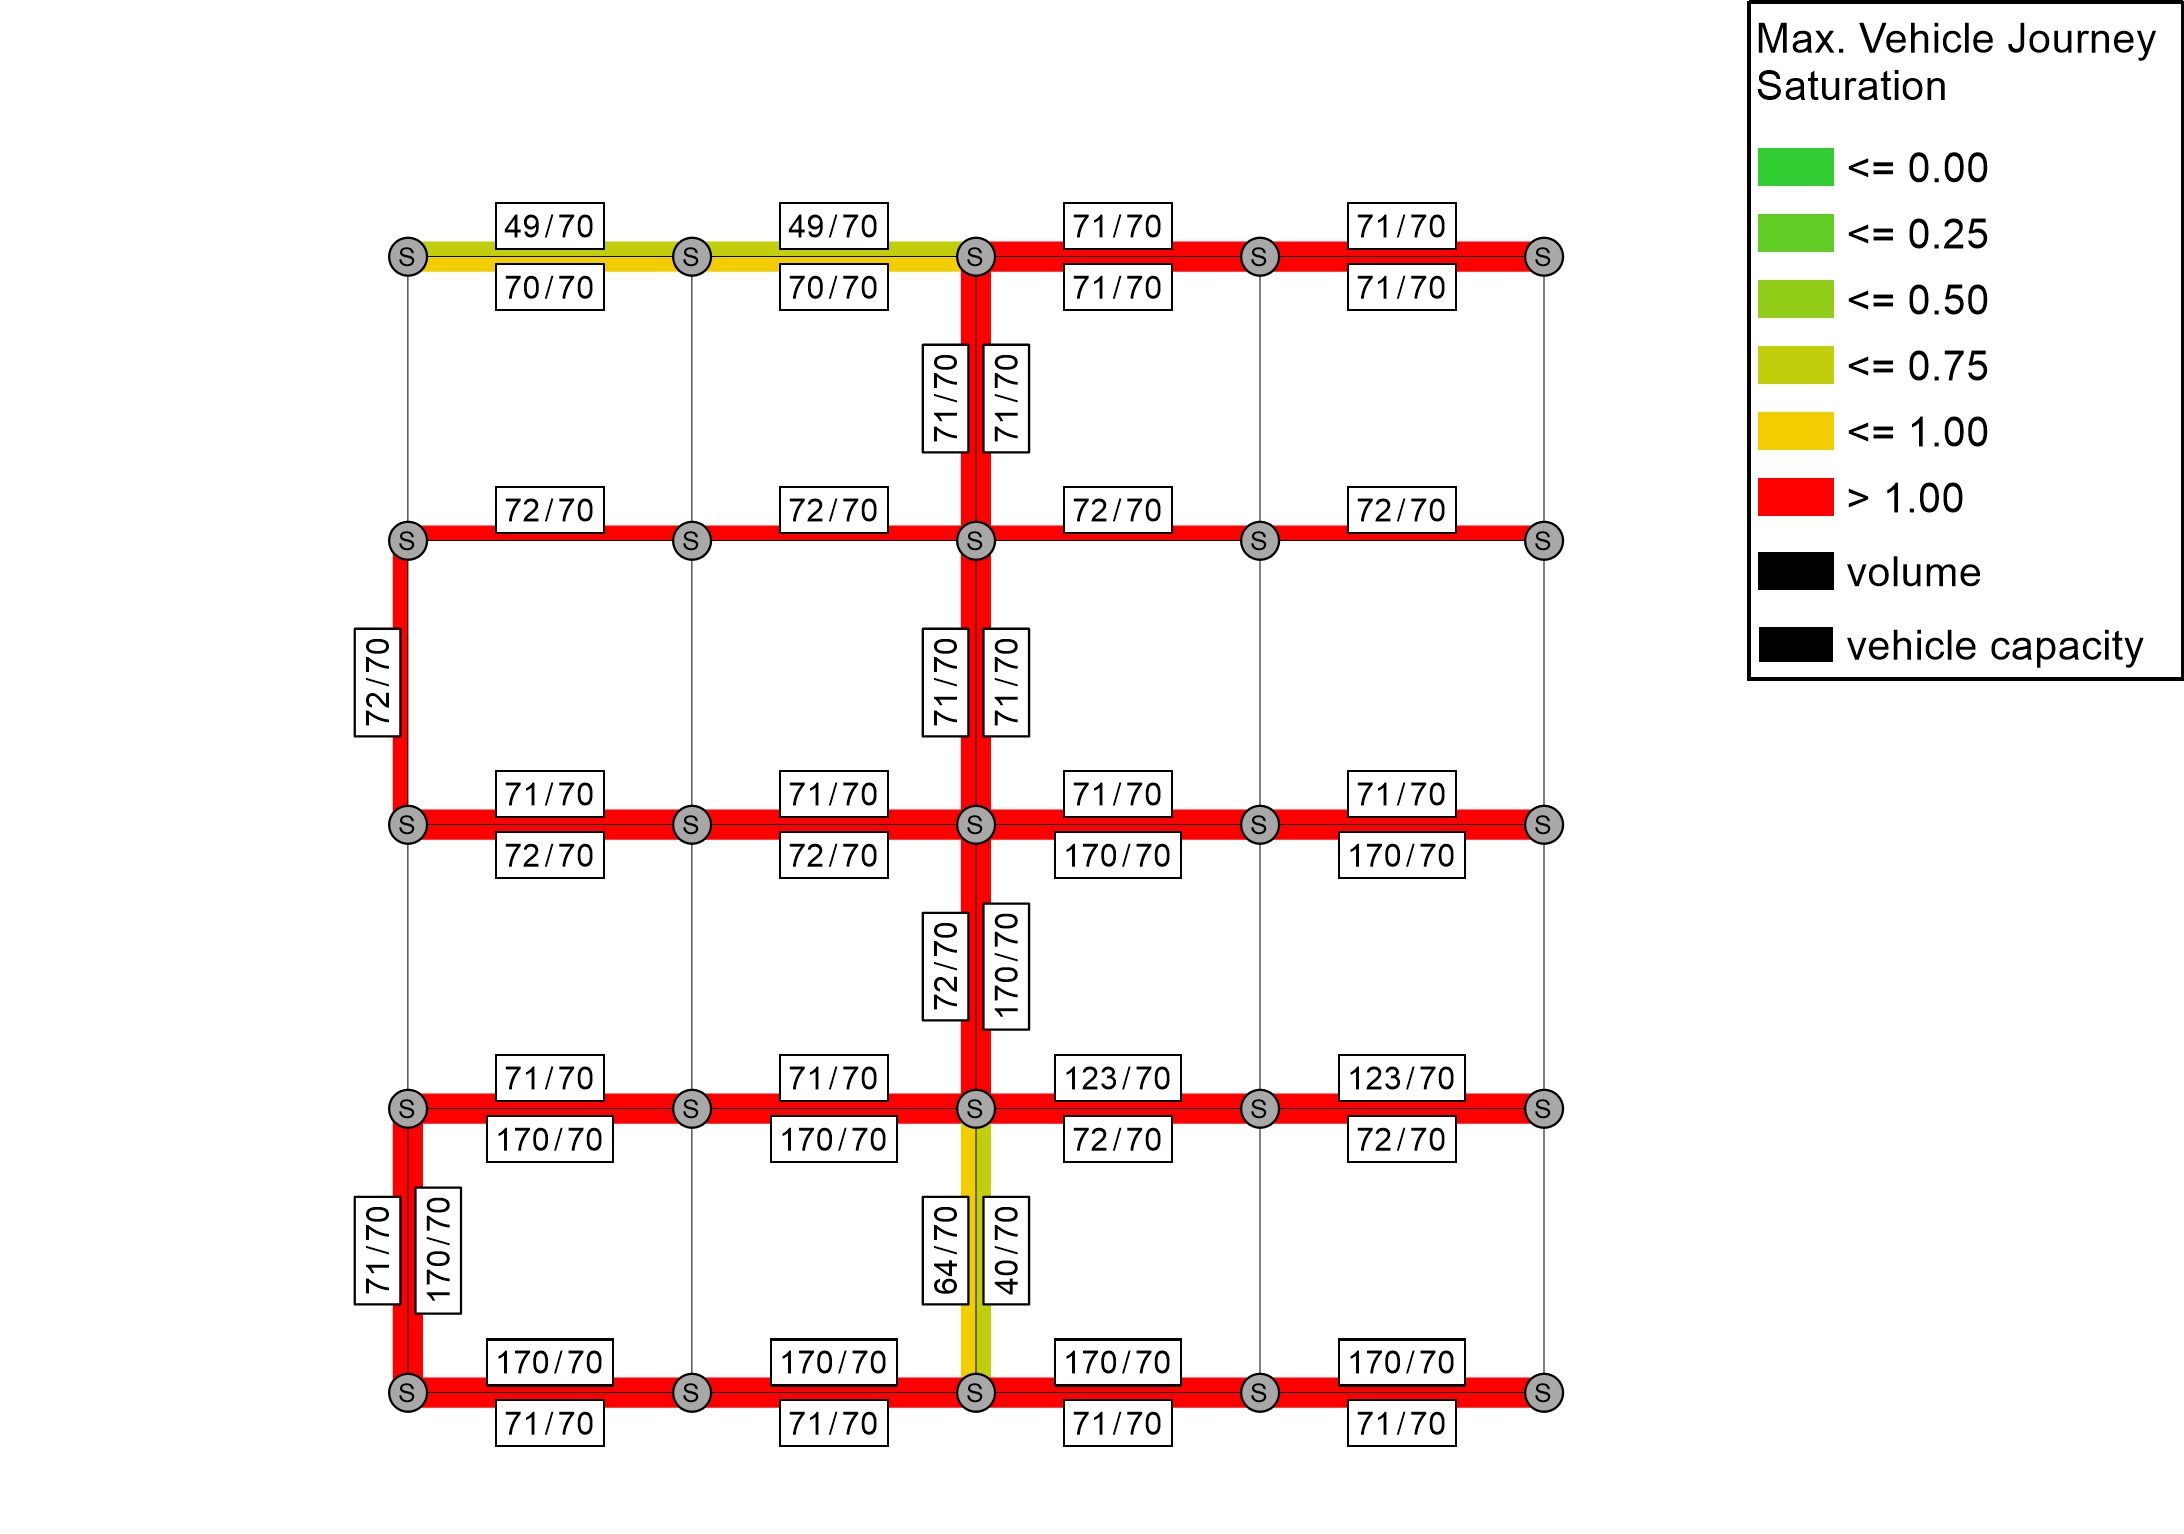 Max. Vehicle Journey
Saturation
<= 0.00
<= 0.25
<= 0.50
<= 0.75
<= 1.00
> 1.00
volume
vehicle capacity
49/70 49/70 71/70 71/70
S S S S S
70/70 70/70 71/70 71/70
71/70 71/70
72/70 72/70 72/70 72/70
S S S S S
72/70 71/70 71/70
71/70 71/70 71/70 71/70
S S S S S
72/70 72/70 170/70 170/70
72/70 170/70
71/70 71/70 123/70 123/70
S S S S S
170/70 170/70 72/70 72/70
71/70 170/70 64/70 40/70
170/70 170/70 170/70 170/70
S S S S S
71/70 71/70 71/70 71/70